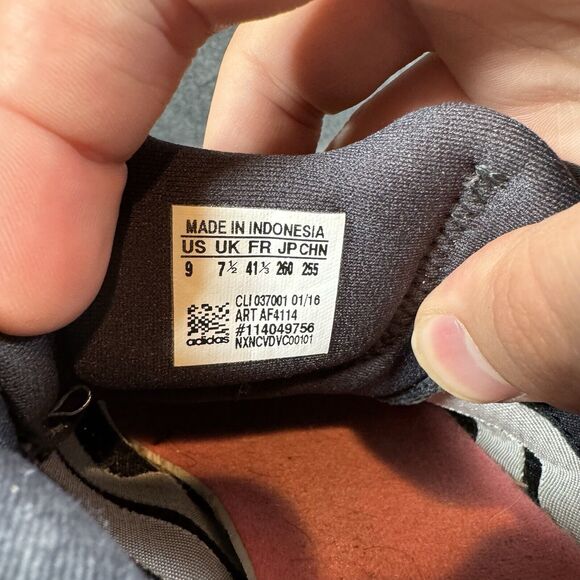 MADE IN INDONESIA
US UK FR JP CHN
9 7½ 41⅓ 260 255
CLI 037001 01/16
ART AF4114
#114049756
adidas NXNCVDVC00101